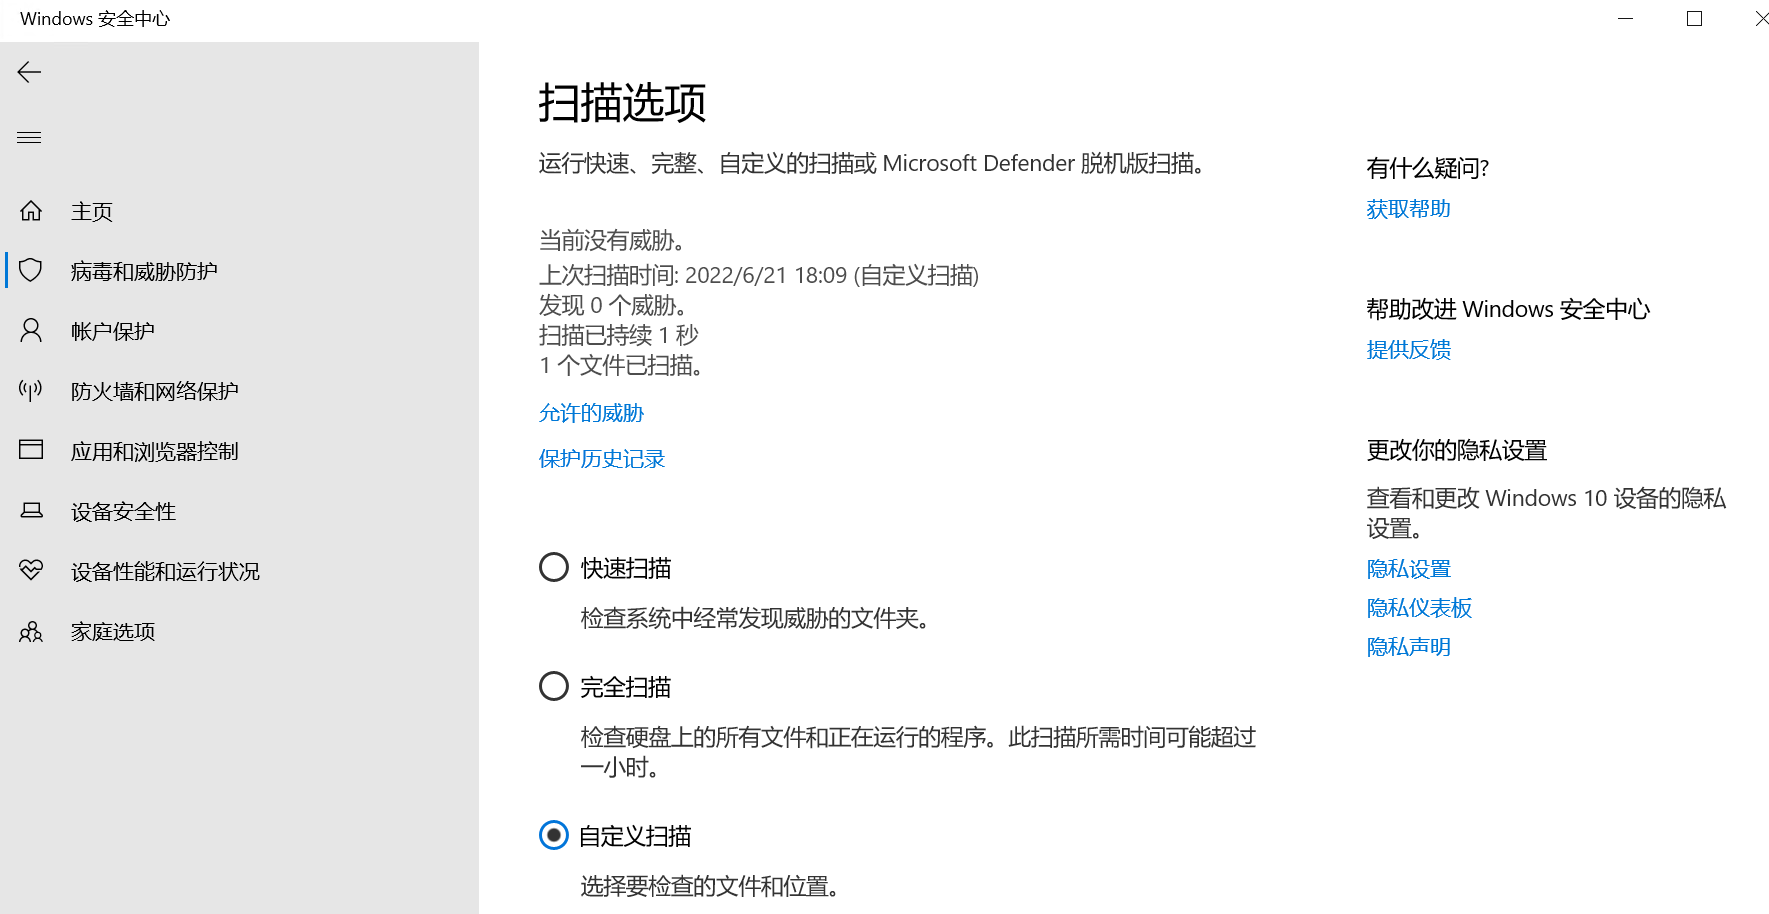 Windows 安全中心
主页
病毒和威胁防护
帐户保护
防火墙和网络保护
应用和浏览器控制
设备安全性
设备性能和运行状况
家庭选项
扫描选项
运行快速、完整、自定义的扫描或 Microsoft Defender 脱机版扫描。
当前没有威胁。
上次扫描时间: 2022/6/21 18:09 (自定义扫描)
发现 0 个威胁。
扫描已持续 1 秒
1 个文件已扫描。
允许的威胁
保护历史记录
快速扫描
检查系统中经常发现威胁的文件夹。
完全扫描
检查硬盘上的所有文件和正在运行的程序。此扫描所需时间可能超过
一小时。
自定义扫描
选择要检查的文件和位置。
有什么疑问?
获取帮助
帮助改进 Windows 安全中心
提供反馈
更改你的隐私设置
查看和更改 Windows 10 设备的隐私
设置。
隐私设置
隐私仪表板
隐私声明